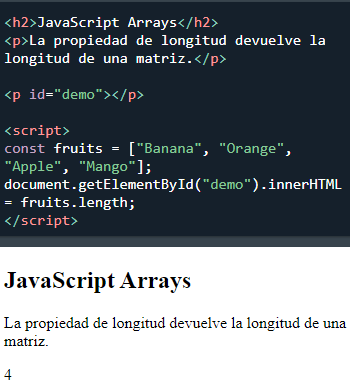 <h2>JavaScript Arrays</h2>
<p>La propiedad de longitud devuelve la
longitud de una matriz.</p>
<p id="demo"></p>
<script>
const fruits = ["Banana", "Orange",
"Apple", "Mango"];
document.getElementById("demo").innerHTML
= fruits.length;
</script>
JavaScript Arrays
La propiedad de longitud devuelve la longitud de una
matriz.
4